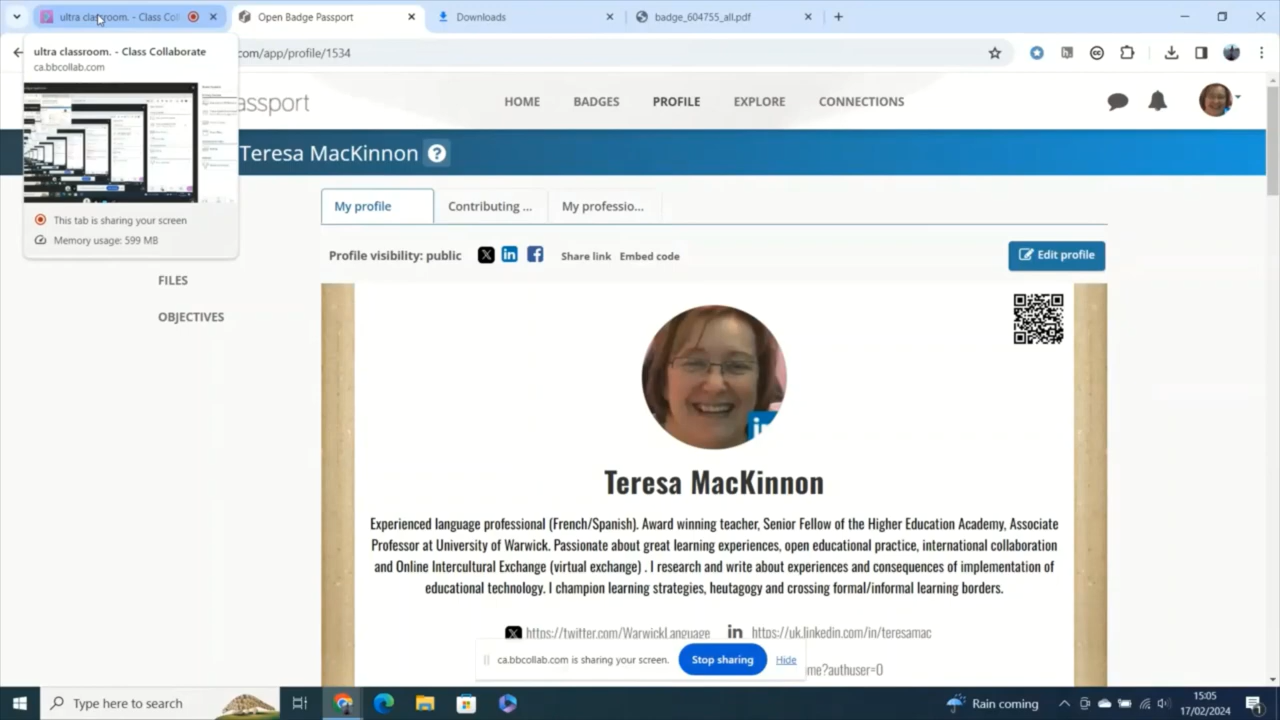 ultra classroom. - Class Col
Open Badge Passport
Downloads
badge_604755_all.pdf
com/app/profile/1534
ultra classroom. - Class Collaborate
ca.bbcollab.com
This tab is sharing your screen
Memory usage: 599 MB
assport
HOME
BADGES
PROFILE
EXPLORE
CONNECTIONS
Teresa MacKinnon
?
My profile
Contributing ...
My professio...
Profile visibility: public
Share link
Embed code
Edit profile
FILES
OBJECTIVES
in
Teresa MacKinnon
Experienced language professional (French/Spanish). Award winning teacher, Senior Fellow of the Higher Education Academy, Associate
Professor at University of Warwick. Passionate about great learning experiences, open educational practice, international collaboration
and Online Intercultural Exchange (virtual exchange) . I research and write about experiences and consequences of implementation of
educational technology. I champion learning strategies, heutagogy and crossing formal/informal learning borders.
https://twitter.com/WarwickLanguage
in https://uk.linkedin.com/in/teresamac
ca.bbcollab.com is sharing your screen.
Stop sharing
Hide
me?authuser=0
Type here to search
Rain coming
15:05
17/02/2024
1